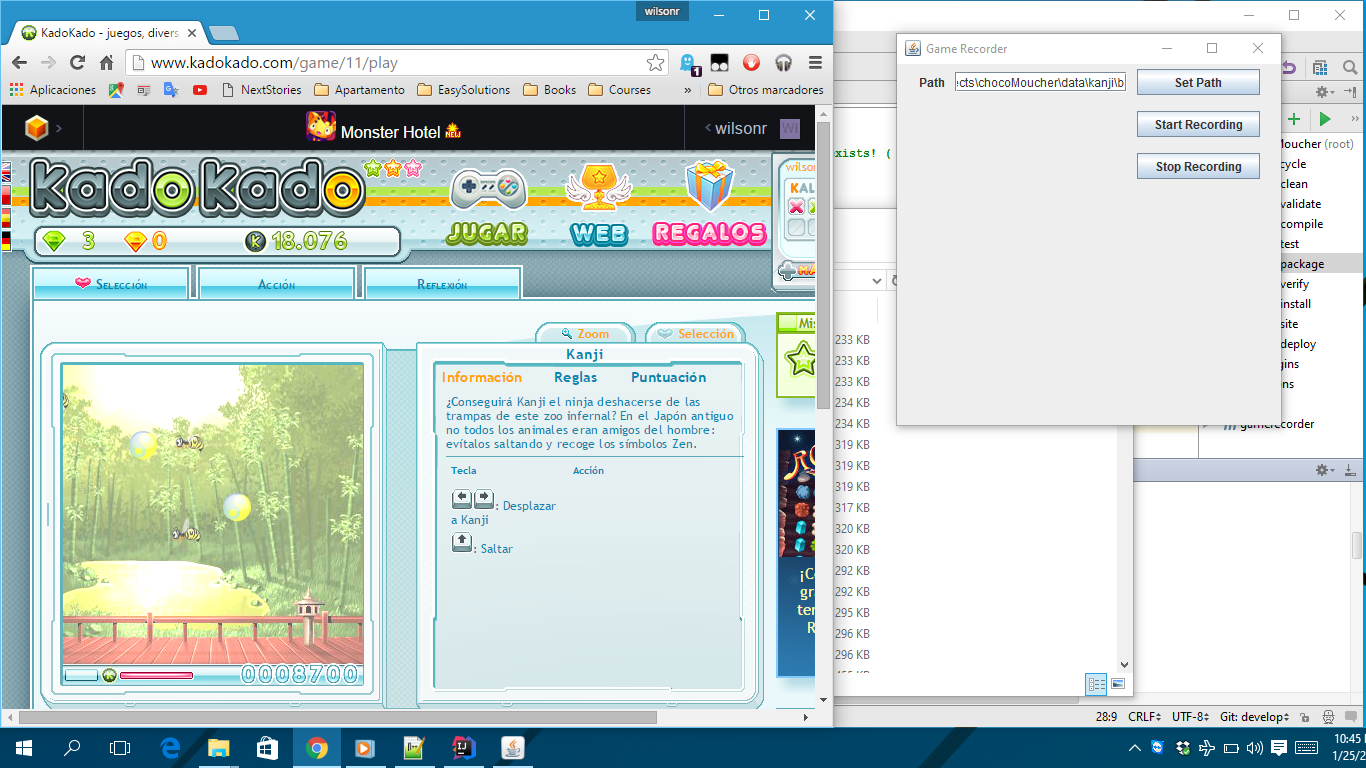 wilsonr
KadoKado - juegos, divers
www.kadokado.com/game/11/play
1
Aplicaciones
NextStories
Apartamento
EasySolutions
Books
Courses
»
Otros marcadores
Monster Hotel NEW
wilsonr
WI
KadoKado
JUGAR
WEB
REGALOS
3
0
K 18.076
Selección
Acción
Reflexión
Zoom
Selección
Kanji
Información
Reglas
Puntuación
¿Conseguirá Kanji el ninja deshacerse de las
trampas de este zoo infernal? En el Japón antiguo
no todos los animales eran amigos del hombre:
evítalos saltando y recoge los símbolos Zen.
Tecla
Acción
: Desplazar
a Kanji
: Saltar
0008700
Game Recorder
Path
:cts\chocoMoucher\data\kanji\b
Set Path
Start Recording
Stop Recording
xists! (
Moucher (root)
cycle
clean
validate
compile
test
package
verify
install
site
deploy
gins
ns
gamerecorder
233 KB
233 KB
233 KB
234 KB
234 KB
319 KB
319 KB
319 KB
317 KB
320 KB
320 KB
292 KB
292 KB
295 KB
296 KB
296 KB
28:9
CRLF
UTF-8
Git: develop
10:45
1/25/2